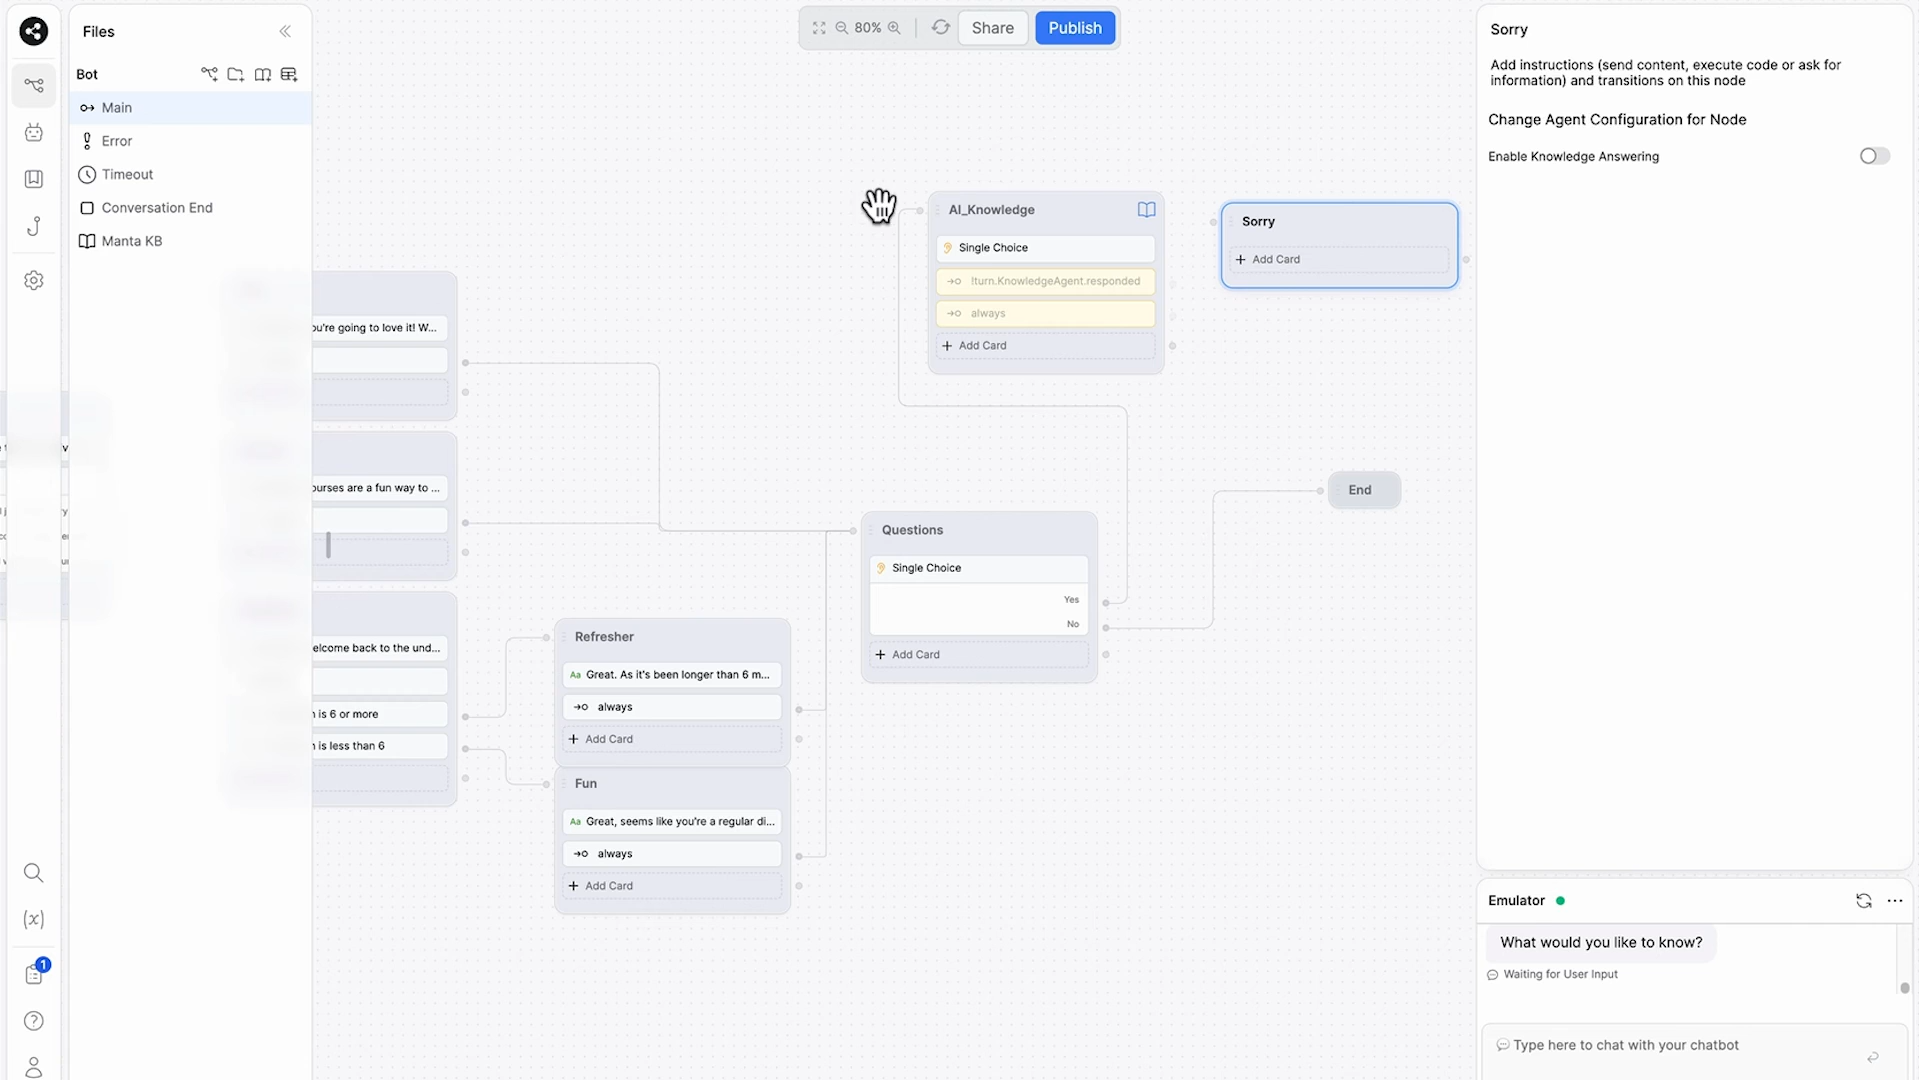 Files
80%
Share
Publish
Bot
Main
Error
Timeout
Conversation End
Manta KB
Sorry
Add instructions (send content, execute code or ask for
information) and transitions on this node
Change Agent Configuration for Node
Enable Knowledge Answering
AI_Knowledge
Single Choice
!turn.KnowledgeAgent.responded
always
Add Card
Sorry
Add Card
ou're going to love it! W...
ourses are a fun way to ...
elcome back to the und...
is 6 or more
is less than 6
Refresher
Aa Great. As it's been longer than 6 m...
always
Add Card
Fun
Aa Great, seems like you're a regular di...
always
Add Card
Questions
Single Choice
Yes
No
Add Card
End
(x)
1
Emulator
What would you like to know?
Waiting for User Input
Type here to chat with your chatbot